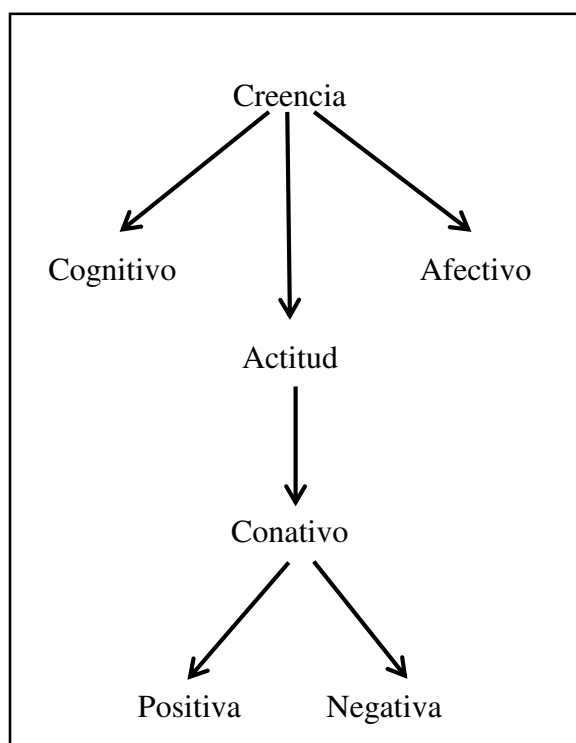 Creencia
Cognitivo
Afectivo
Actitud
Conativo
Positiva
Negativa